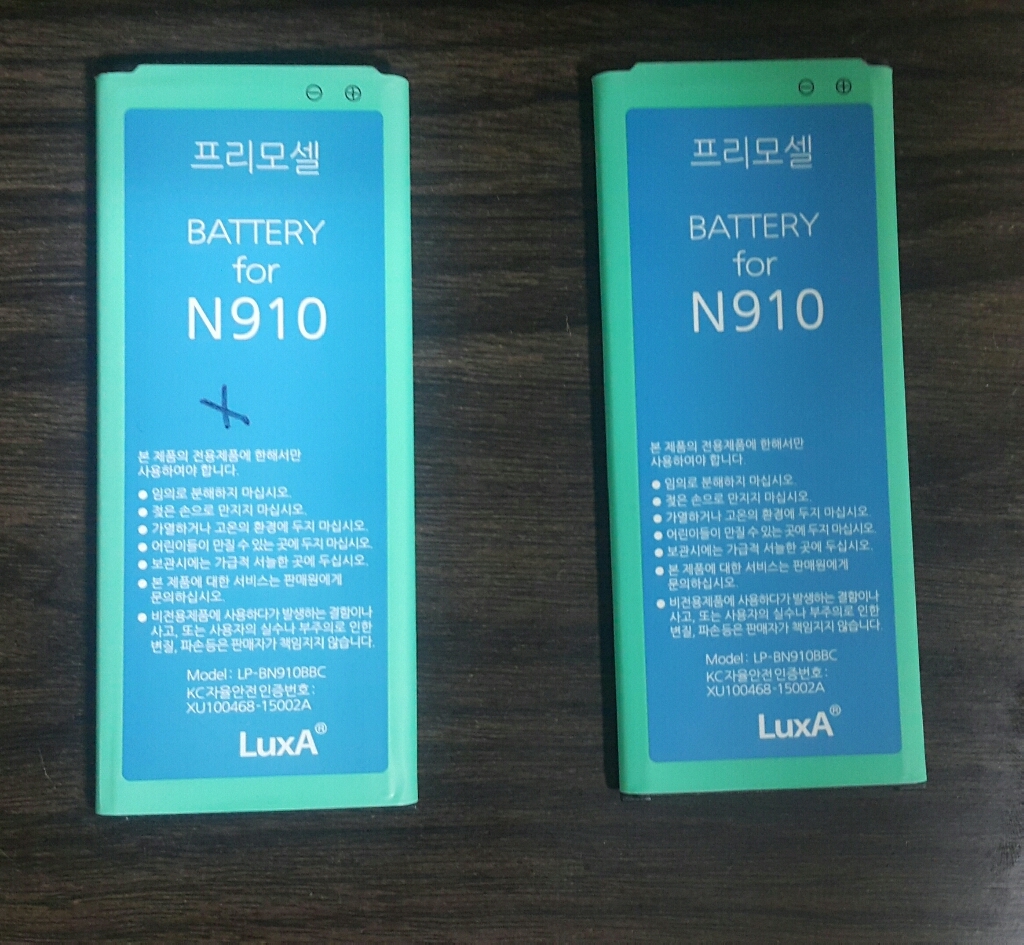 프리모셀
BATTERY
for
N910
본 제품의 전용제품에 한해서만
사용하여야 합니다.
● 임의로 분해하지 마십시오.
● 젖은 손으로 만지지 마십시오.
● 가열하거나 고온의 환경에 두지 마십시오.
● 어린이들이 만질 수 있는 곳에 두지 마십시오.
● 보관시에는 가급적 서늘한 곳에 두십시오.
● 본 제품에 대한 서비스는 판매원에게
문의하십시오.
● 비전용제품에 사용하다가 발생하는 결함이나
사고, 또는 사용자의 실수나 부주의로 인한
변질, 파손등은 판매자가 책임지지 않습니다.
Model: LP-BN910BBC
KC자율안전인증번호:
XU100468-15002A
LuxA®
프리모셀
BATTERY
for
N910
본 제품의 전용제품에 한해서만
사용하여야 합니다.
● 임의로 분해하지 마십시오.
● 젖은 손으로 만지지 마십시오.
● 가열하거나 고온의 환경에 두지 마십시오.
● 어린이들이 만질 수 있는 곳에 두지 마십시오.
● 보관시에는 가급적 서늘한 곳에 두십시오.
● 본 제품에 대한 서비스는 판매원에게
문의하십시오.
● 비전용제품에 사용하다가 발생하는 결함이나
사고, 또는 사용자의 실수나 부주의로 인한
변질, 파손등은 판매자가 책임지지 않습니다.
Model: LP-BN910BBC
KC자율안전인증번호:
XU100468-15002A
LuxA®